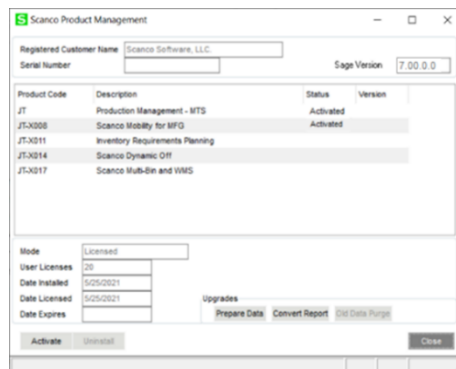 S Scanco Product Management
Registered Customer Name Scanco Software, LLC.
Serial Number Sage Version 7.00.0.0
Product Code Description Status Version
JT Production Management - MTS Activated
JT-X008 Scanco Mobility for MFG Activated
JT-X011 Inventory Requirements Planning
JT-X014 Scanco Dynamic Off
JT-X017 Scanco Multi-Bin and WMS
Mode Licensed
User Licenses 20
Date Installed 5/25/2021
Date Licensed 5/25/2021 Upgrades
Date Expires Prepare Data Convert Report Old Data Purge
Activate Uninstall Close